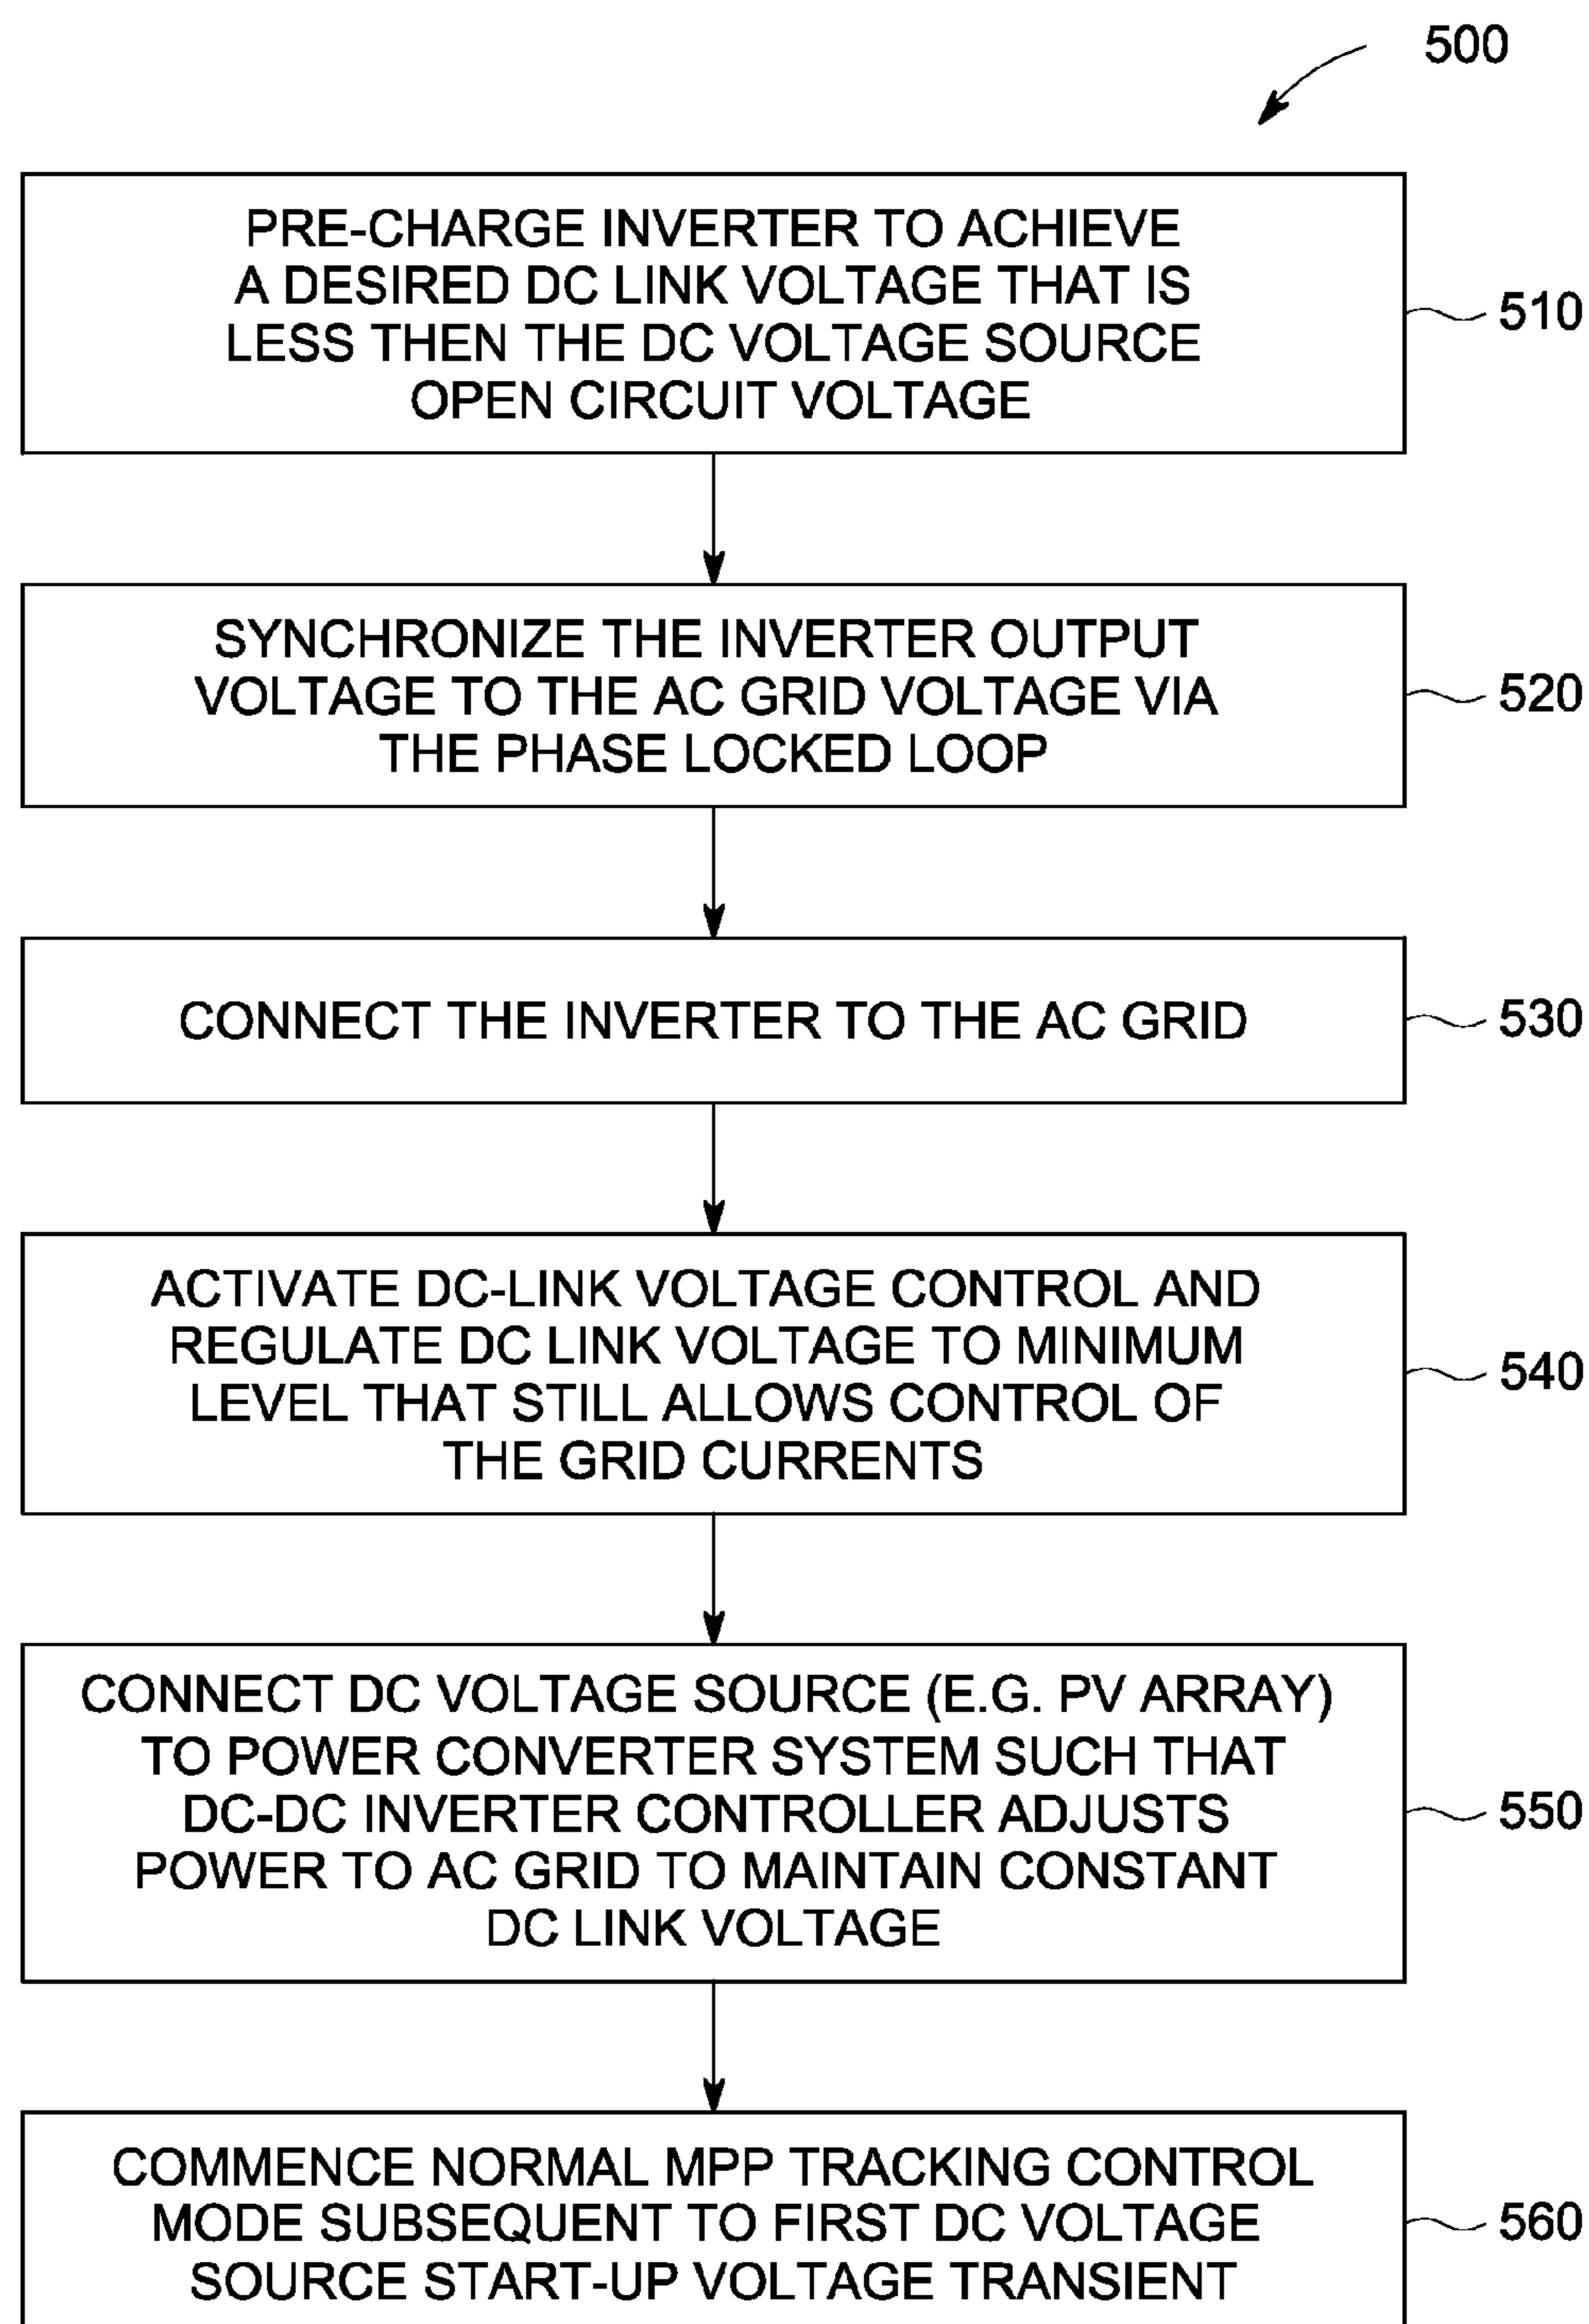 500
PRE-CHARGE INVERTER TO ACHIEVE
A DESIRED DC LINK VOLTAGE THAT IS
LESS THEN THE DC VOLTAGE SOURCE
OPEN CIRCUIT VOLTAGE
510
SYNCHRONIZE THE INVERTER OUTPUT
VOLTAGE TO THE AC GRID VOLTAGE VIA
THE PHASE LOCKED LOOP
520
CONNECT THE INVERTER TO THE AC GRID
530
ACTIVATE DC-LINK VOLTAGE CONTROL AND
REGULATE DC LINK VOLTAGE TO MINIMUM
LEVEL THAT STILL ALLOWS CONTROL OF
THE GRID CURRENTS
540
CONNECT DC VOLTAGE SOURCE (E.G. PV ARRAY)
TO POWER CONVERTER SYSTEM SUCH THAT
DC-DC INVERTER CONTROLLER ADJUSTS
POWER TO AC GRID TO MAINTAIN CONSTANT
DC LINK VOLTAGE
550
COMMENCE NORMAL MPP TRACKING CONTROL
MODE SUBSEQUENT TO FIRST DC VOLTAGE
SOURCE START-UP VOLTAGE TRANSIENT
560